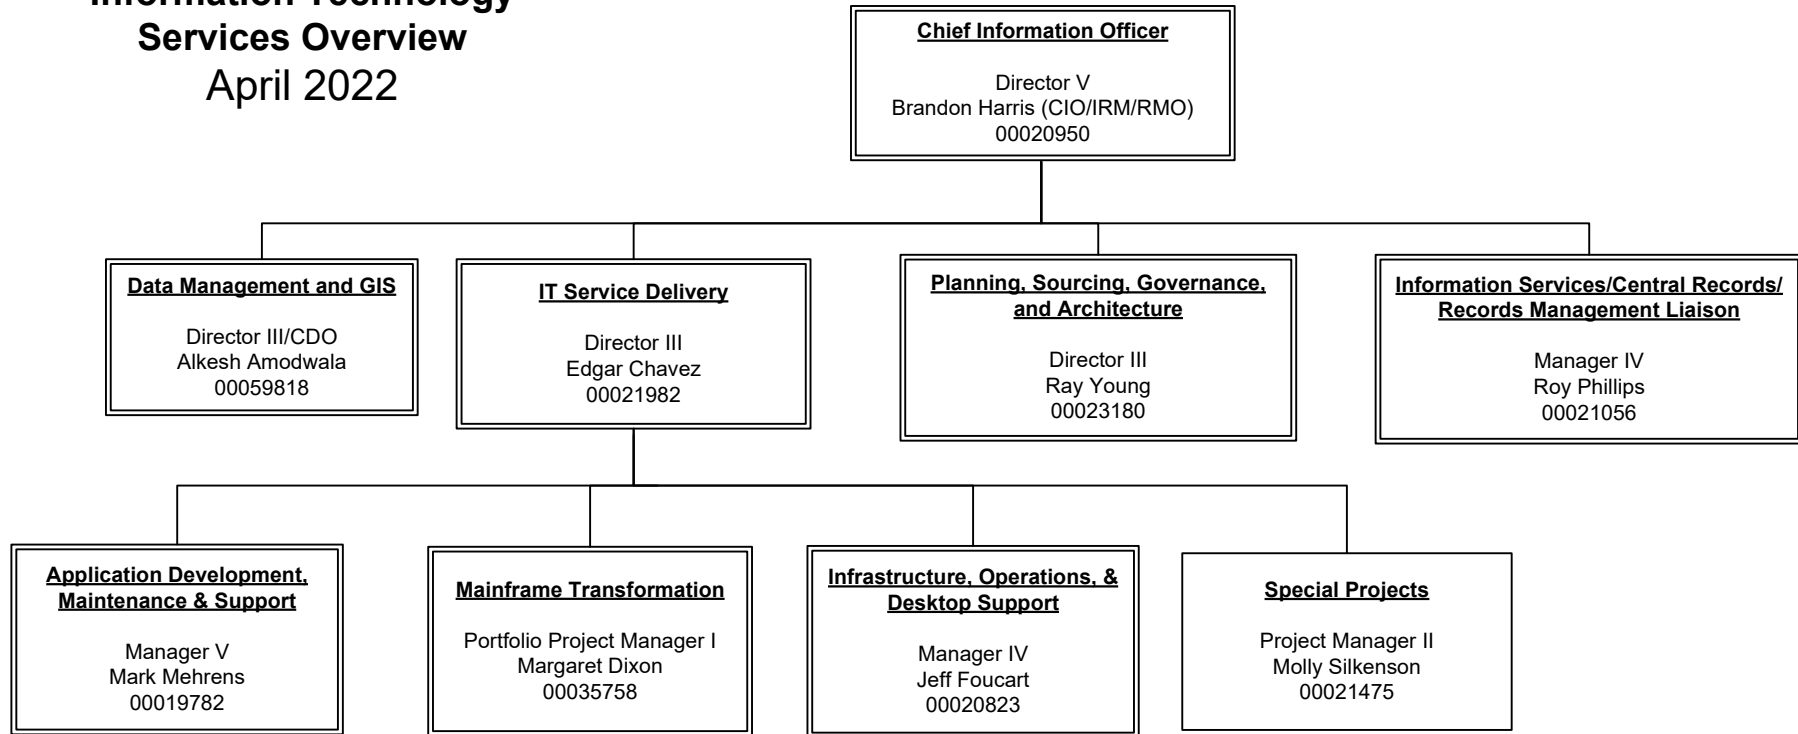 Information Technology
Services Overview
April 2022
Chief Information Officer
Director V
Brandon Harris (CIO/IRM/RMO)
00020950
Data Management and GIS
Director III/CDO
Alkesh Amodwala
00059818
IT Service Delivery
Director III
Edgar Chavez
00021982
Planning, Sourcing, Governance,
and Architecture
Director III
Ray Young
00023180
Information Services/Central Records/
Records Management Liaison
Manager IV
Roy Phillips
00021056
Application Development,
Maintenance & Support
Manager V
Mark Mehrens
00019782
Mainframe Transformation
Portfolio Project Manager I
Margaret Dixon
00035758
Infrastructure, Operations, &
Desktop Support
Manager IV
Jeff Foucart
00020823
Special Projects
Project Manager II
Molly Silkenson
00021475